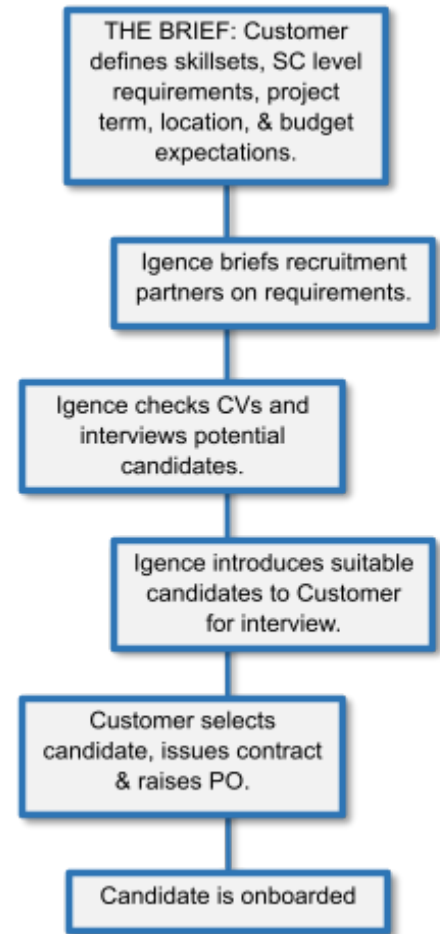 THE BRIEF: Customer
defines skillsets, SC level
requirements, project
term, location, & budget
expectations.
Igence briefs recruitment
partners on requirements.
Igence checks CVs and
interviews potential
candidates.
Igence introduces suitable
candidates to Customer
for interview.
Customer selects
candidate, issues contract
& raises PO.
Candidate is onboarded